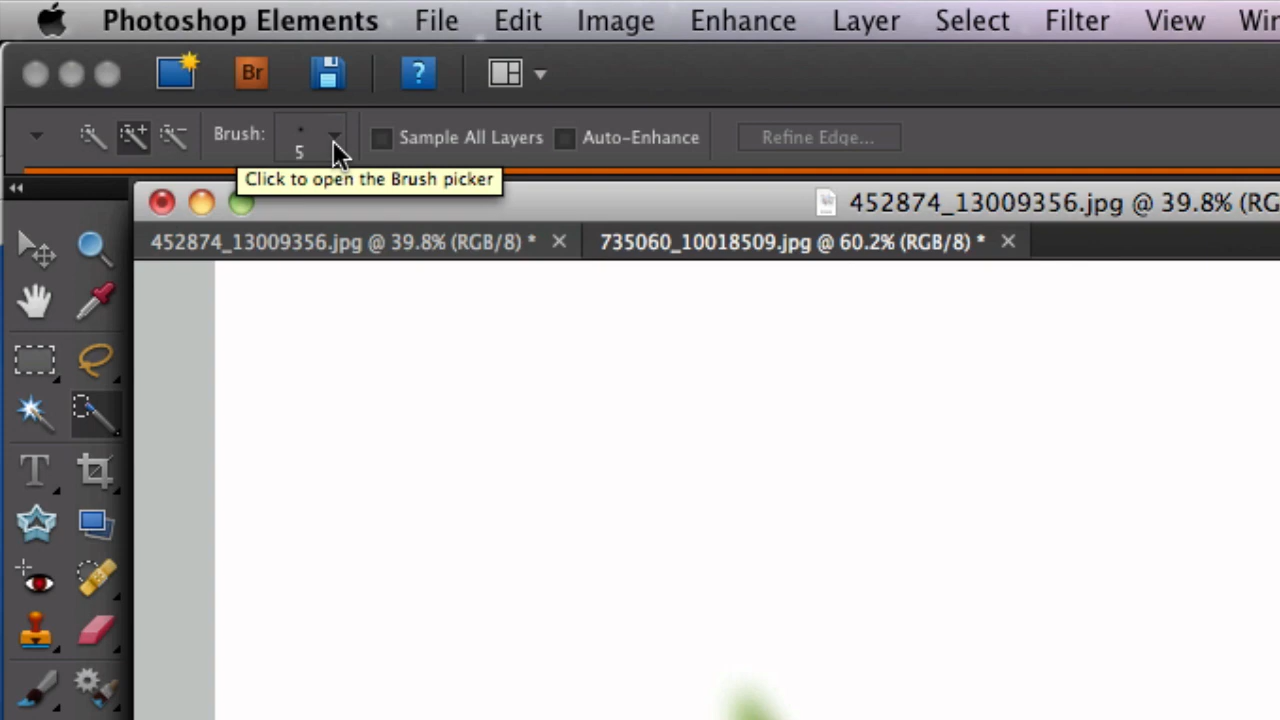 Photoshop Elements File Edit Image Enhance Layer Select Filter View
Br ?
Brush: 5 Sample All Layers Auto-Enhance Refine Edge...
Click to open the Brush picker
452874_13009356.jpg @ 39.8% (RG
452874_13009356.jpg @ 39.8% (RGB/8) * 735060_10018509.jpg @ 60.2% (RGB/8) *
T